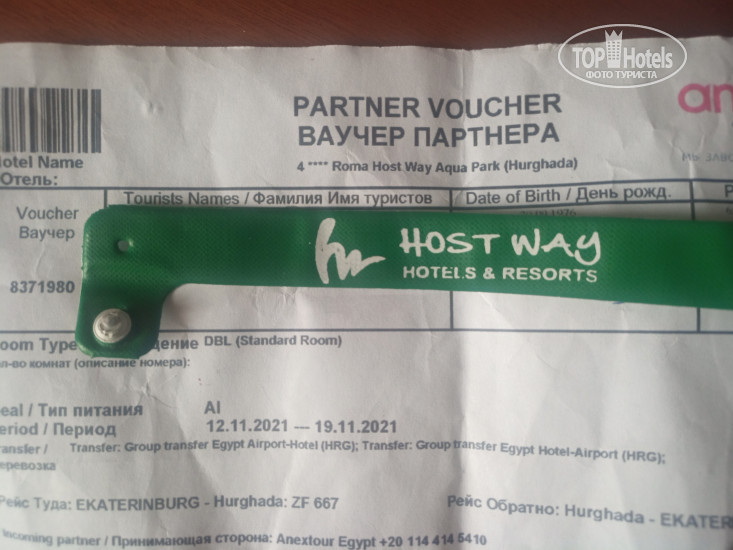 TOP Hotels
ФОТО ТУРИСТА
PARTNER VOUCHER
ВАУЧЕР ПАРТНЕРА
4 **** Roma Host Way Aqua Park (Hurghada)
Hotel Name
Отель:
Tourists Names / Фамилия Имя туристов
Date of Birth / День рожд.
Voucher
Ваучер
8371980
HOST WAY
HOTELS & RESORTS
DBL (Standard Room)
(описание номера):
Тип питания
AI
Период
12.11.2021 --- 19.11.2021
Transfer: Group transfer Egypt Airport-Hotel (HRG); Transfer: Group transfer Egypt Hotel-Airport (HRG);
Рейс Туда: EKATERINBURG - Hurghada: ZF 667
Рейс Обратно: Hurghada - EKATER
Incoming partner / Принимающая сторона: Anextour Egypt +20 114 414 5410